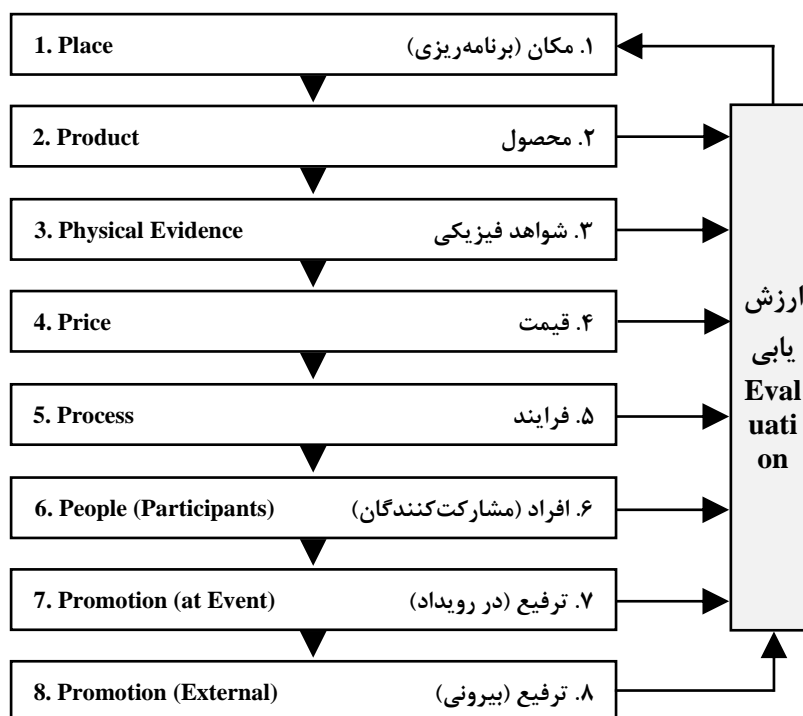 1. Place ۱. مکان (برنامه‌ریزی)
2. Product ۲. محصول
3. Physical Evidence ۳. شواهد فیزیکی
4. Price ۴. قیمت
5. Process ۵. فرایند
6. People (Participants) ۶. افراد (مشارکت‌کنندگان)
7. Promotion (at Event) ۷. ترفیع (در رویداد)
8. Promotion (External) ۸. ترفیع (بیرونی)
ارزش
یابی
Eval
uati
on